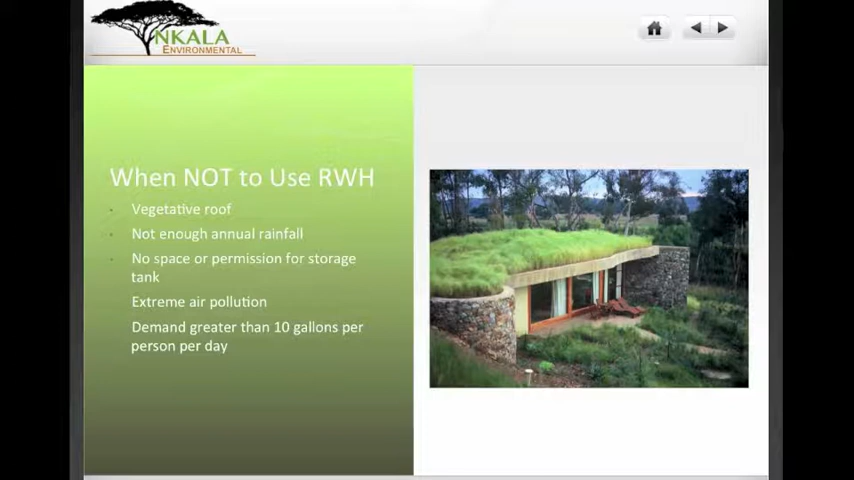 NKALA
ENVIRONMENTAL
When NOT to Use RWH
Vegetative roof
Not enough annual rainfall
No space or permission for storage
tank
Extreme air pollution
Demand greater than 10 gallons per
person per day